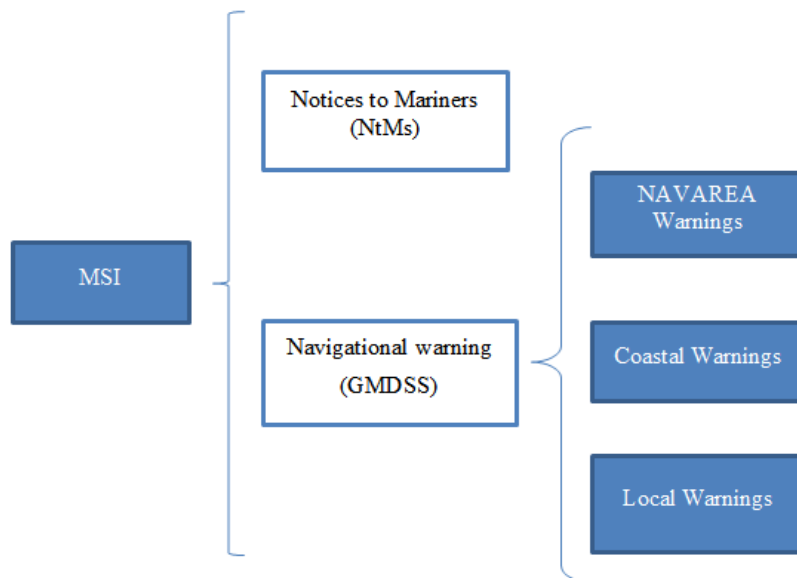 Notices to Mariners
(NtMs)
NAVAREA
Warnings
MSI
Navigational warning
(GMDSS)
Coastal Warnings
Local Warnings